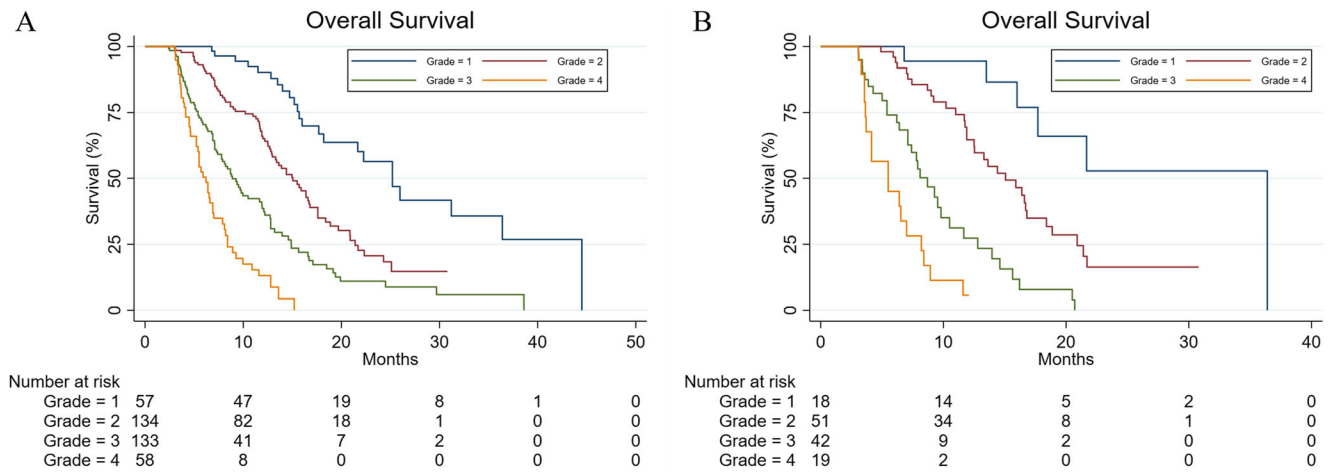 A
Overall Survival
Grade = 1 Grade = 2
Grade = 3 Grade = 4
Survival (%)
100
75
50
25
0
0 10 20 30 40 50
Months
Number at risk
Grade = 1 57 47 19 8 1 0
Grade = 2 134 82 18 1 0 0
Grade = 3 133 41 7 2 0 0
Grade = 4 58 8 0 0 0 0
B
Overall Survival
Grade = 1 Grade = 2
Grade = 3 Grade = 4
Survival (%)
100
75
50
25
0
0 10 20 30 40
Months
Number at risk
Grade = 1 18 14 5 2 0
Grade = 2 51 34 8 1 0
Grade = 3 42 9 2 0 0
Grade = 4 19 2 0 0 0